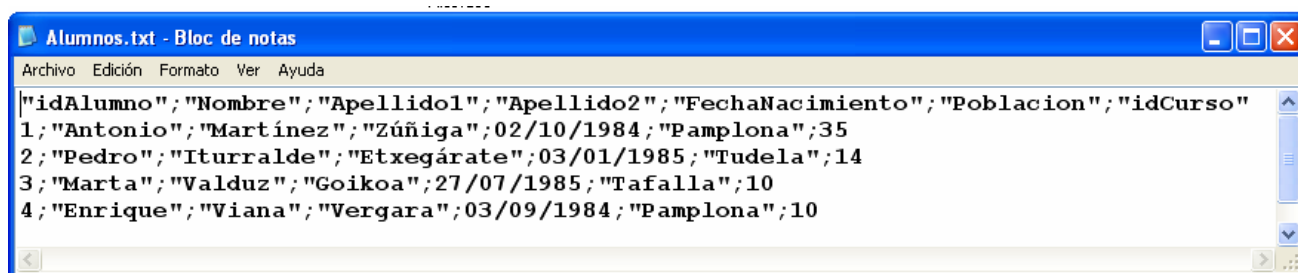 Alumnos.txt - Bloc de notas
Archivo Edición Formato Ver Ayuda
"idAlumno";"Nombre";"Apellido1";"Apellido2";"FechaNacimiento";"Poblacion";"idCurso"
1;"Antonio";"Martínez";"Zúñiga";02/10/1984;"Pamplona";35
2;"Pedro";"Iturralde";"Etxegárate";03/01/1985;"Tudela";14
3;"Marta";"Valduz";"Goikoa";27/07/1985;"Tafalla";10
4;"Enrique";"Viana";"Vergara";03/09/1984;"Pamplona";10